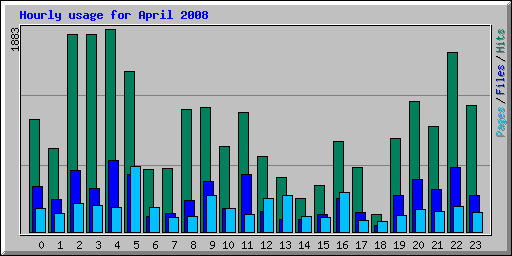 Hourly usage for April 2008
1883
Pages/Files/Hits
0 1 2 3 4 5 6 7 8 9 10 11 12 13 14 15 16 17 18 19 20 21 22 23